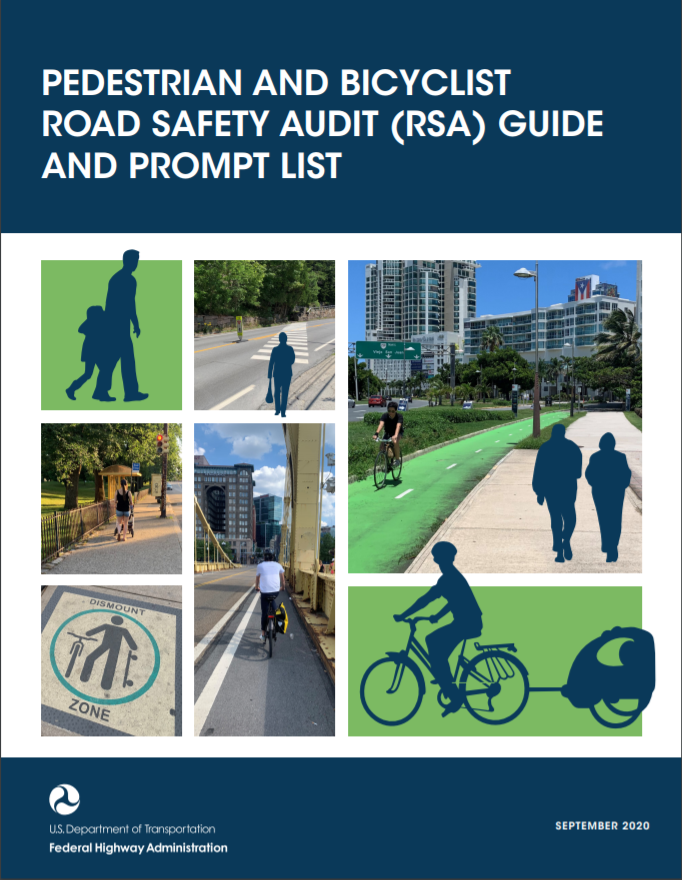 PEDESTRIAN AND BICYCLIST
ROAD SAFETY AUDIT (RSA) GUIDE
AND PROMPT LIST
DISMOUNT
ZONE
U.S. Department of Transportation
Federal Highway Administration
SEPTEMBER 2020